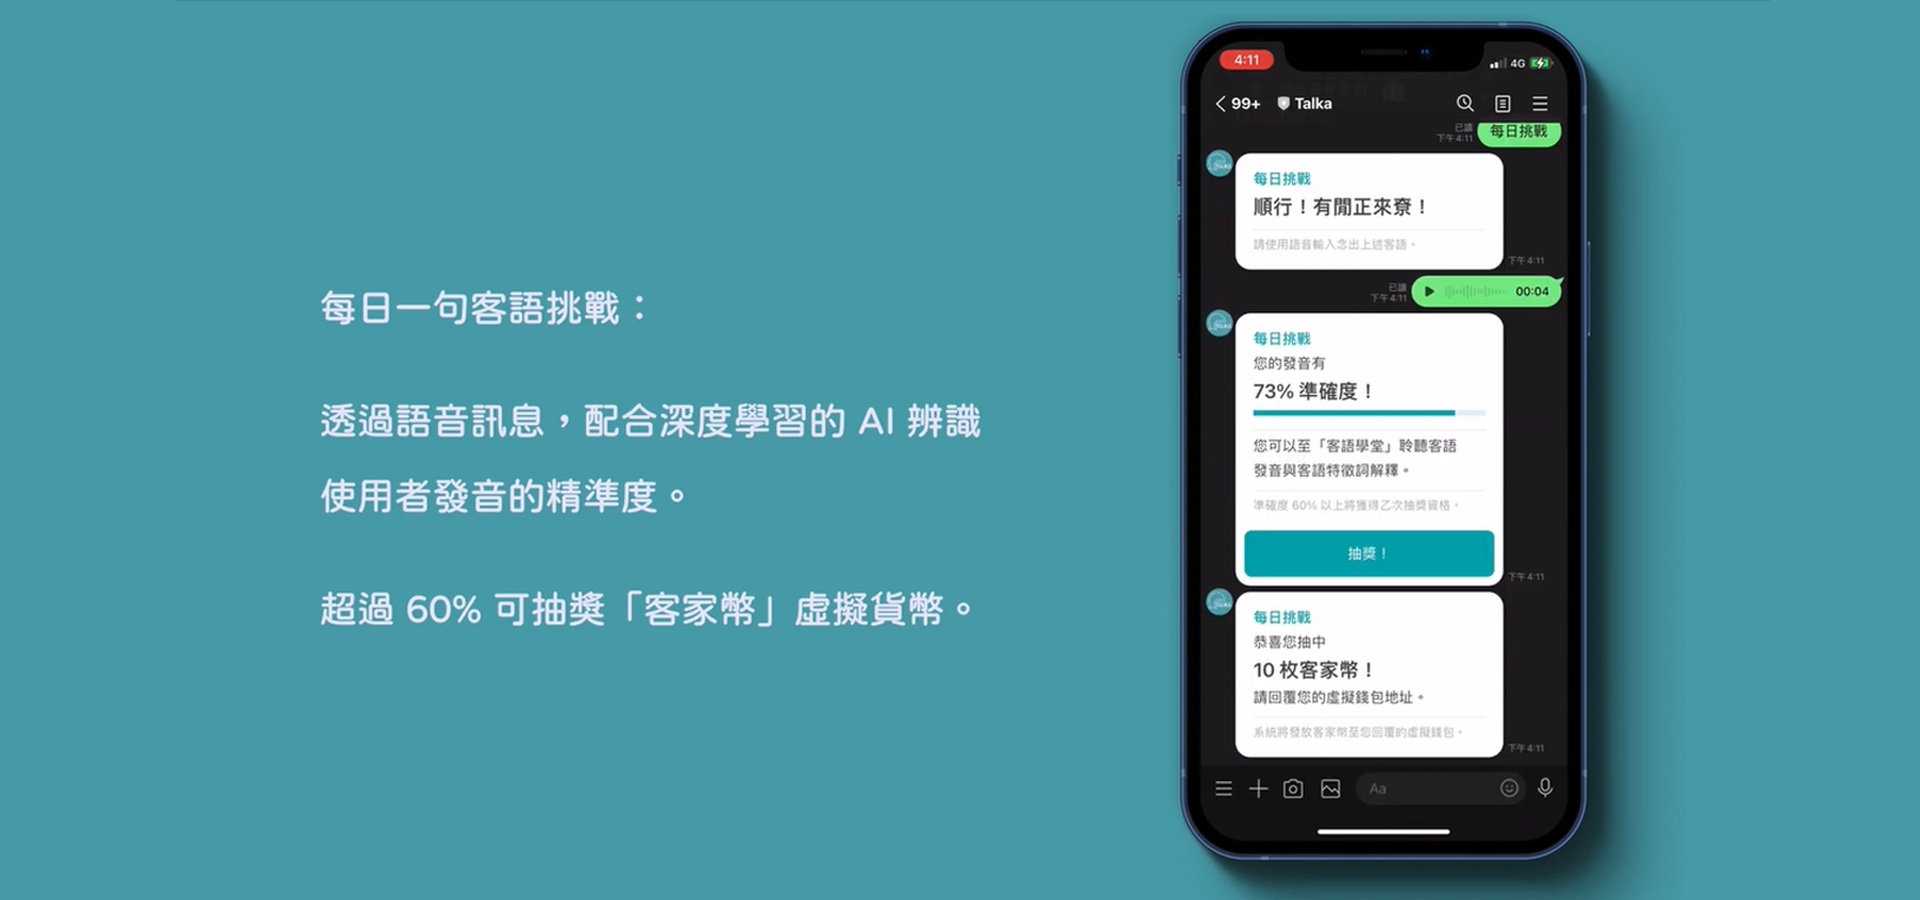 每日一句客語挑戰：
透過語音訊息，配合深度學習的 AI 辨識
使用者發音的精準度。
超過 60% 可抽獎「客家幣」虛擬貨幣。
4:11
4G
99+ Talka
已讀
下午4:11
每日挑戰
每日挑戰
順行！有閒正來尞！
請使用語音輸入念出上述客語。
下午4:11
已讀
下午4:11
00:04
每日挑戰
您的發音有
73% 準確度！
您可以至「客語學堂」聆聽客語
發音與客語特徵詞解釋。
準確度 60% 以上將獲得乙次抽獎資格。
抽獎！
下午4:11
每日挑戰
恭喜您抽中
10 枚客家幣！
請回覆您的虛擬錢包地址。
系統將發放客家幣至您回覆的虛擬錢包。
下午4:11
Aa